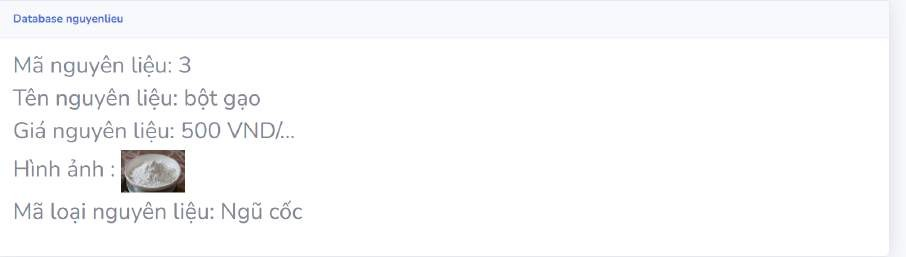 Database nguyenlieu
Mã nguyên liệu: 3
Tên nguyên liệu: bột gạo
Giá nguyên liệu: 500 VND/...
Hình ảnh :
Mã loại nguyên liệu: Ngũ cốc